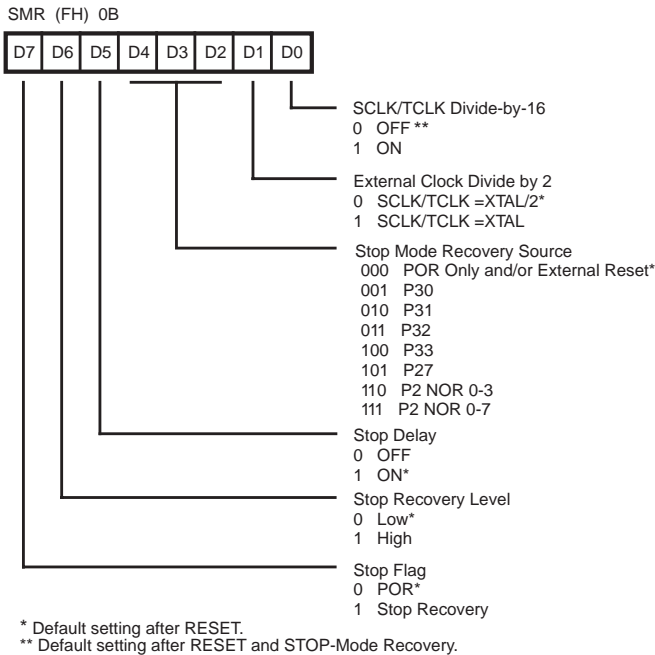 SMR (FH) 0B
D7 D6 D5 D4 D3 D2 D1 D0
SCLK/TCLK Divide-by-16
0 OFF **
1 ON
External Clock Divide by 2
0 SCLK/TCLK =XTAL/2*
1 SCLK/TCLK =XTAL
Stop Mode Recovery Source
000 POR Only and/or External Reset*
001 P30
010 P31
011 P32
100 P33
101 P27
110 P2 NOR 0-3
111 P2 NOR 0-7
Stop Delay
0 OFF
1 ON*
Stop Recovery Level
0 Low*
1 High
Stop Flag
0 POR*
1 Stop Recovery
* Default setting after RESET.
** Default setting after RESET and STOP-Mode Recovery.